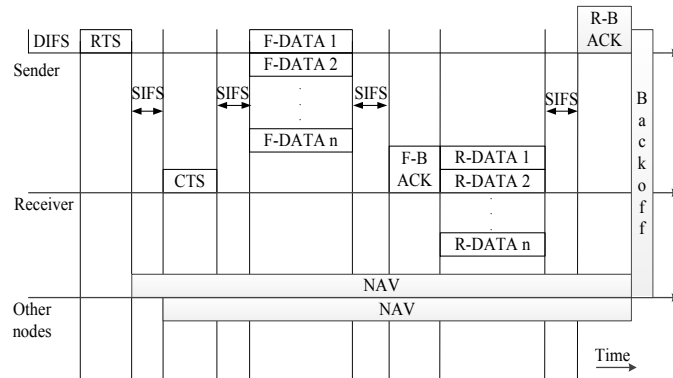 DIFS
RTS
F-DATA 1
R-B
ACK
Sender
F-DATA 2
SIFS
SIFS
SIFS
SIFS
.
.
.
F-DATA n
Backoff
F-B
ACK
R-DATA 1
CTS
R-DATA 2
Receiver
.
.
.
R-DATA n
NAV
Other
nodes
NAV
Time